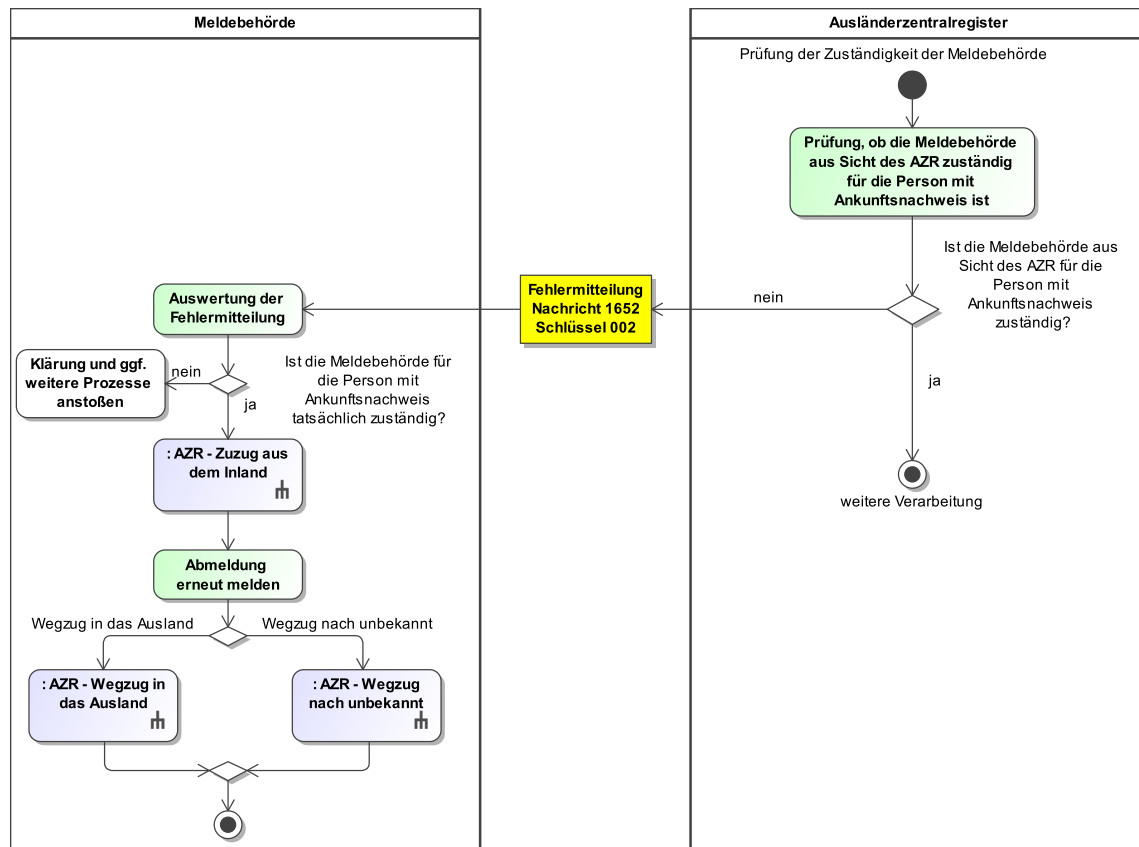 Meldebehörde
Ausländerzentralregister
Prüfung der Zuständigkeit der Meldebehörde
Prüfung, ob die Meldebehörde
aus Sicht des AZR zuständig
für die Person mit
Ankunftsnachweis ist
Ist die Meldebehörde aus
Sicht des AZR für die
Person mit
Ankunftsnachweis
zuständig?
nein
ja
weitere Verarbeitung
Fehlermitteilung
Nachricht 1652
Schlüssel 002
Auswertung der
Fehlermitteilung
Ist die Meldebehörde für
die Person mit
Ankunftsnachweis
tatsächlich zuständig?
nein
Klärung und ggf.
weitere Prozesse
anstoßen
ja
: AZR - Zuzug aus
dem Inland
Abmeldung
erneut melden
Wegzug in das Ausland
Wegzug nach unbekannt
: AZR - Wegzug in
das Ausland
: AZR - Wegzug
nach unbekannt